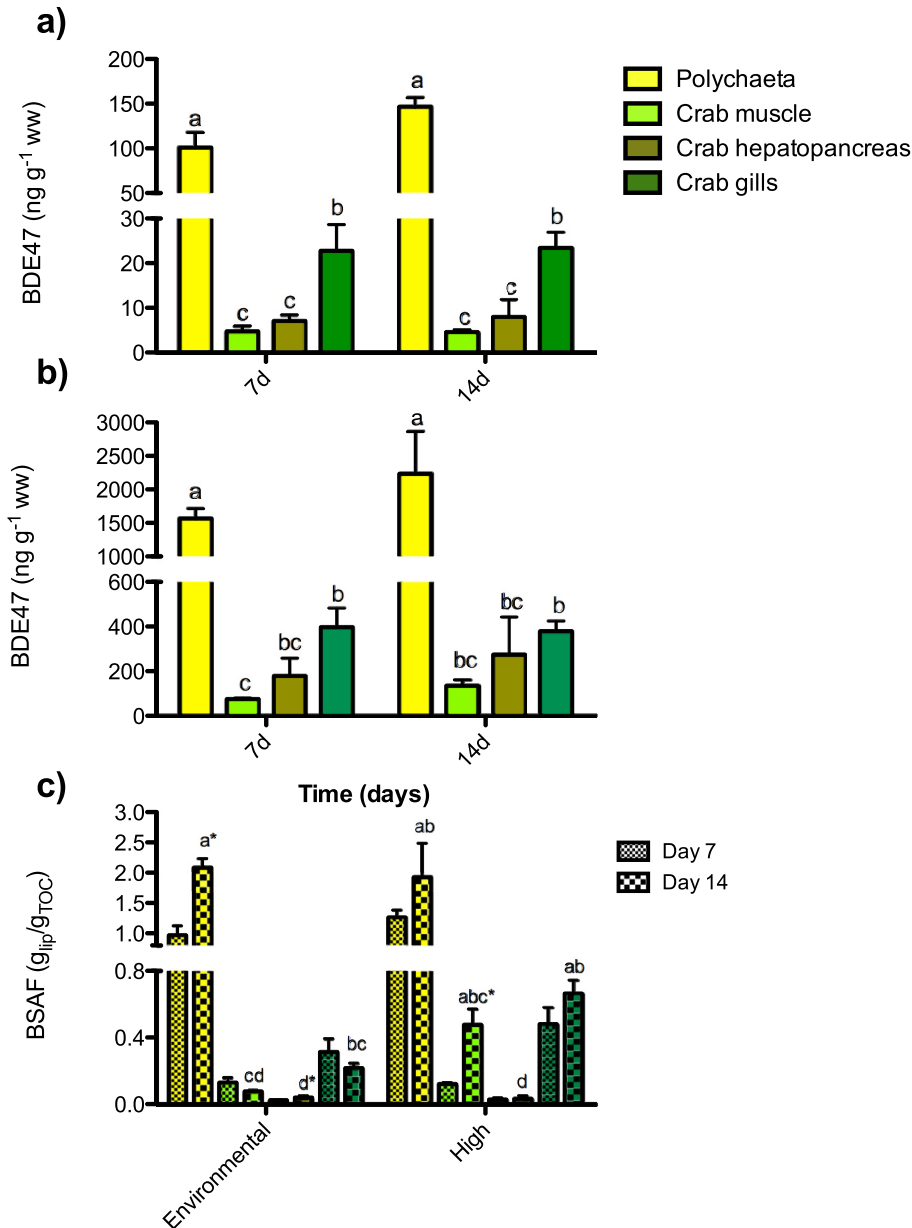 a)
200
150
100
50
30
20
10
0
BDE47 (ng g⁻¹ ww)
a
c
c
b
a
c
c
b
7d
14d
Polychaeta
Crab muscle
Crab hepatopancreas
Crab gills
b)
3000
2500
2000
1500
1000
600
400
200
0
BDE47 (ng g⁻¹ ww)
a
c
bc
b
a
bc
bc
b
7d
14d
Time (days)
c)
3.0
2.5
2.0
1.5
1.0
0.8
0.4
0.0
BSAF (glip/gTOC)
a*
cd
d*
bc
ab
abc*
d
ab
Environmental
High
Day 7
Day 14